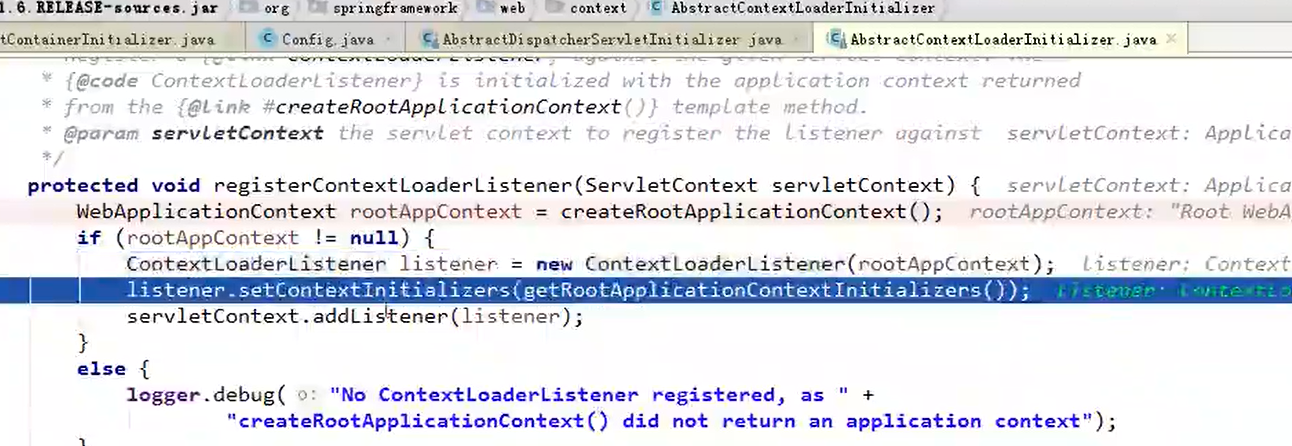 1.6.RELEASE-sources.jar org springframework web context AbstractContextLoaderInitializer
tContainerInitializer.java Config.java AbstractDispatcherServletInitializer.java AbstractContextLoaderInitializer.java
* {@code ContextLoaderListener} is initialized with the application context returned
* from the {@link #createRootApplicationContext()} template method.
* @param servletContext the servlet context to register the listener against servletContext: Applica
*/
protected void registerContextLoaderListener(ServletContext servletContext) { servletContext: Applica
WebApplicationContext rootAppContext = createRootApplicationContext(); rootAppContext: "Root WebA
if (rootAppContext != null) {
ContextLoaderListener listener = new ContextLoaderListener(rootAppContext); listener: Context
listener.setContextInitializers(getRootApplicationContextInitializers()); listener: ContextLo
servletContext.addListener(listener);
}
else {
logger.debug( o: "No ContextLoaderListener registered, as " +
"createRootApplicationContext() did not return an application context");
}